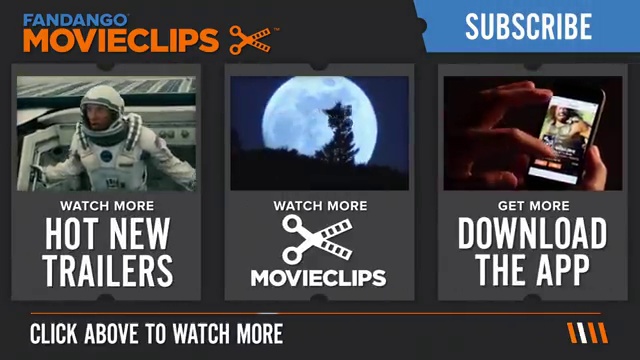 FANDANGO
MOVIECLIPS ™
SUBSCRIBE
WATCH MORE
HOT NEW
TRAILERS
WATCH MORE
MOVIECLIPS
GET MORE
DOWNLOAD
THE APP
CLICK ABOVE TO WATCH MORE